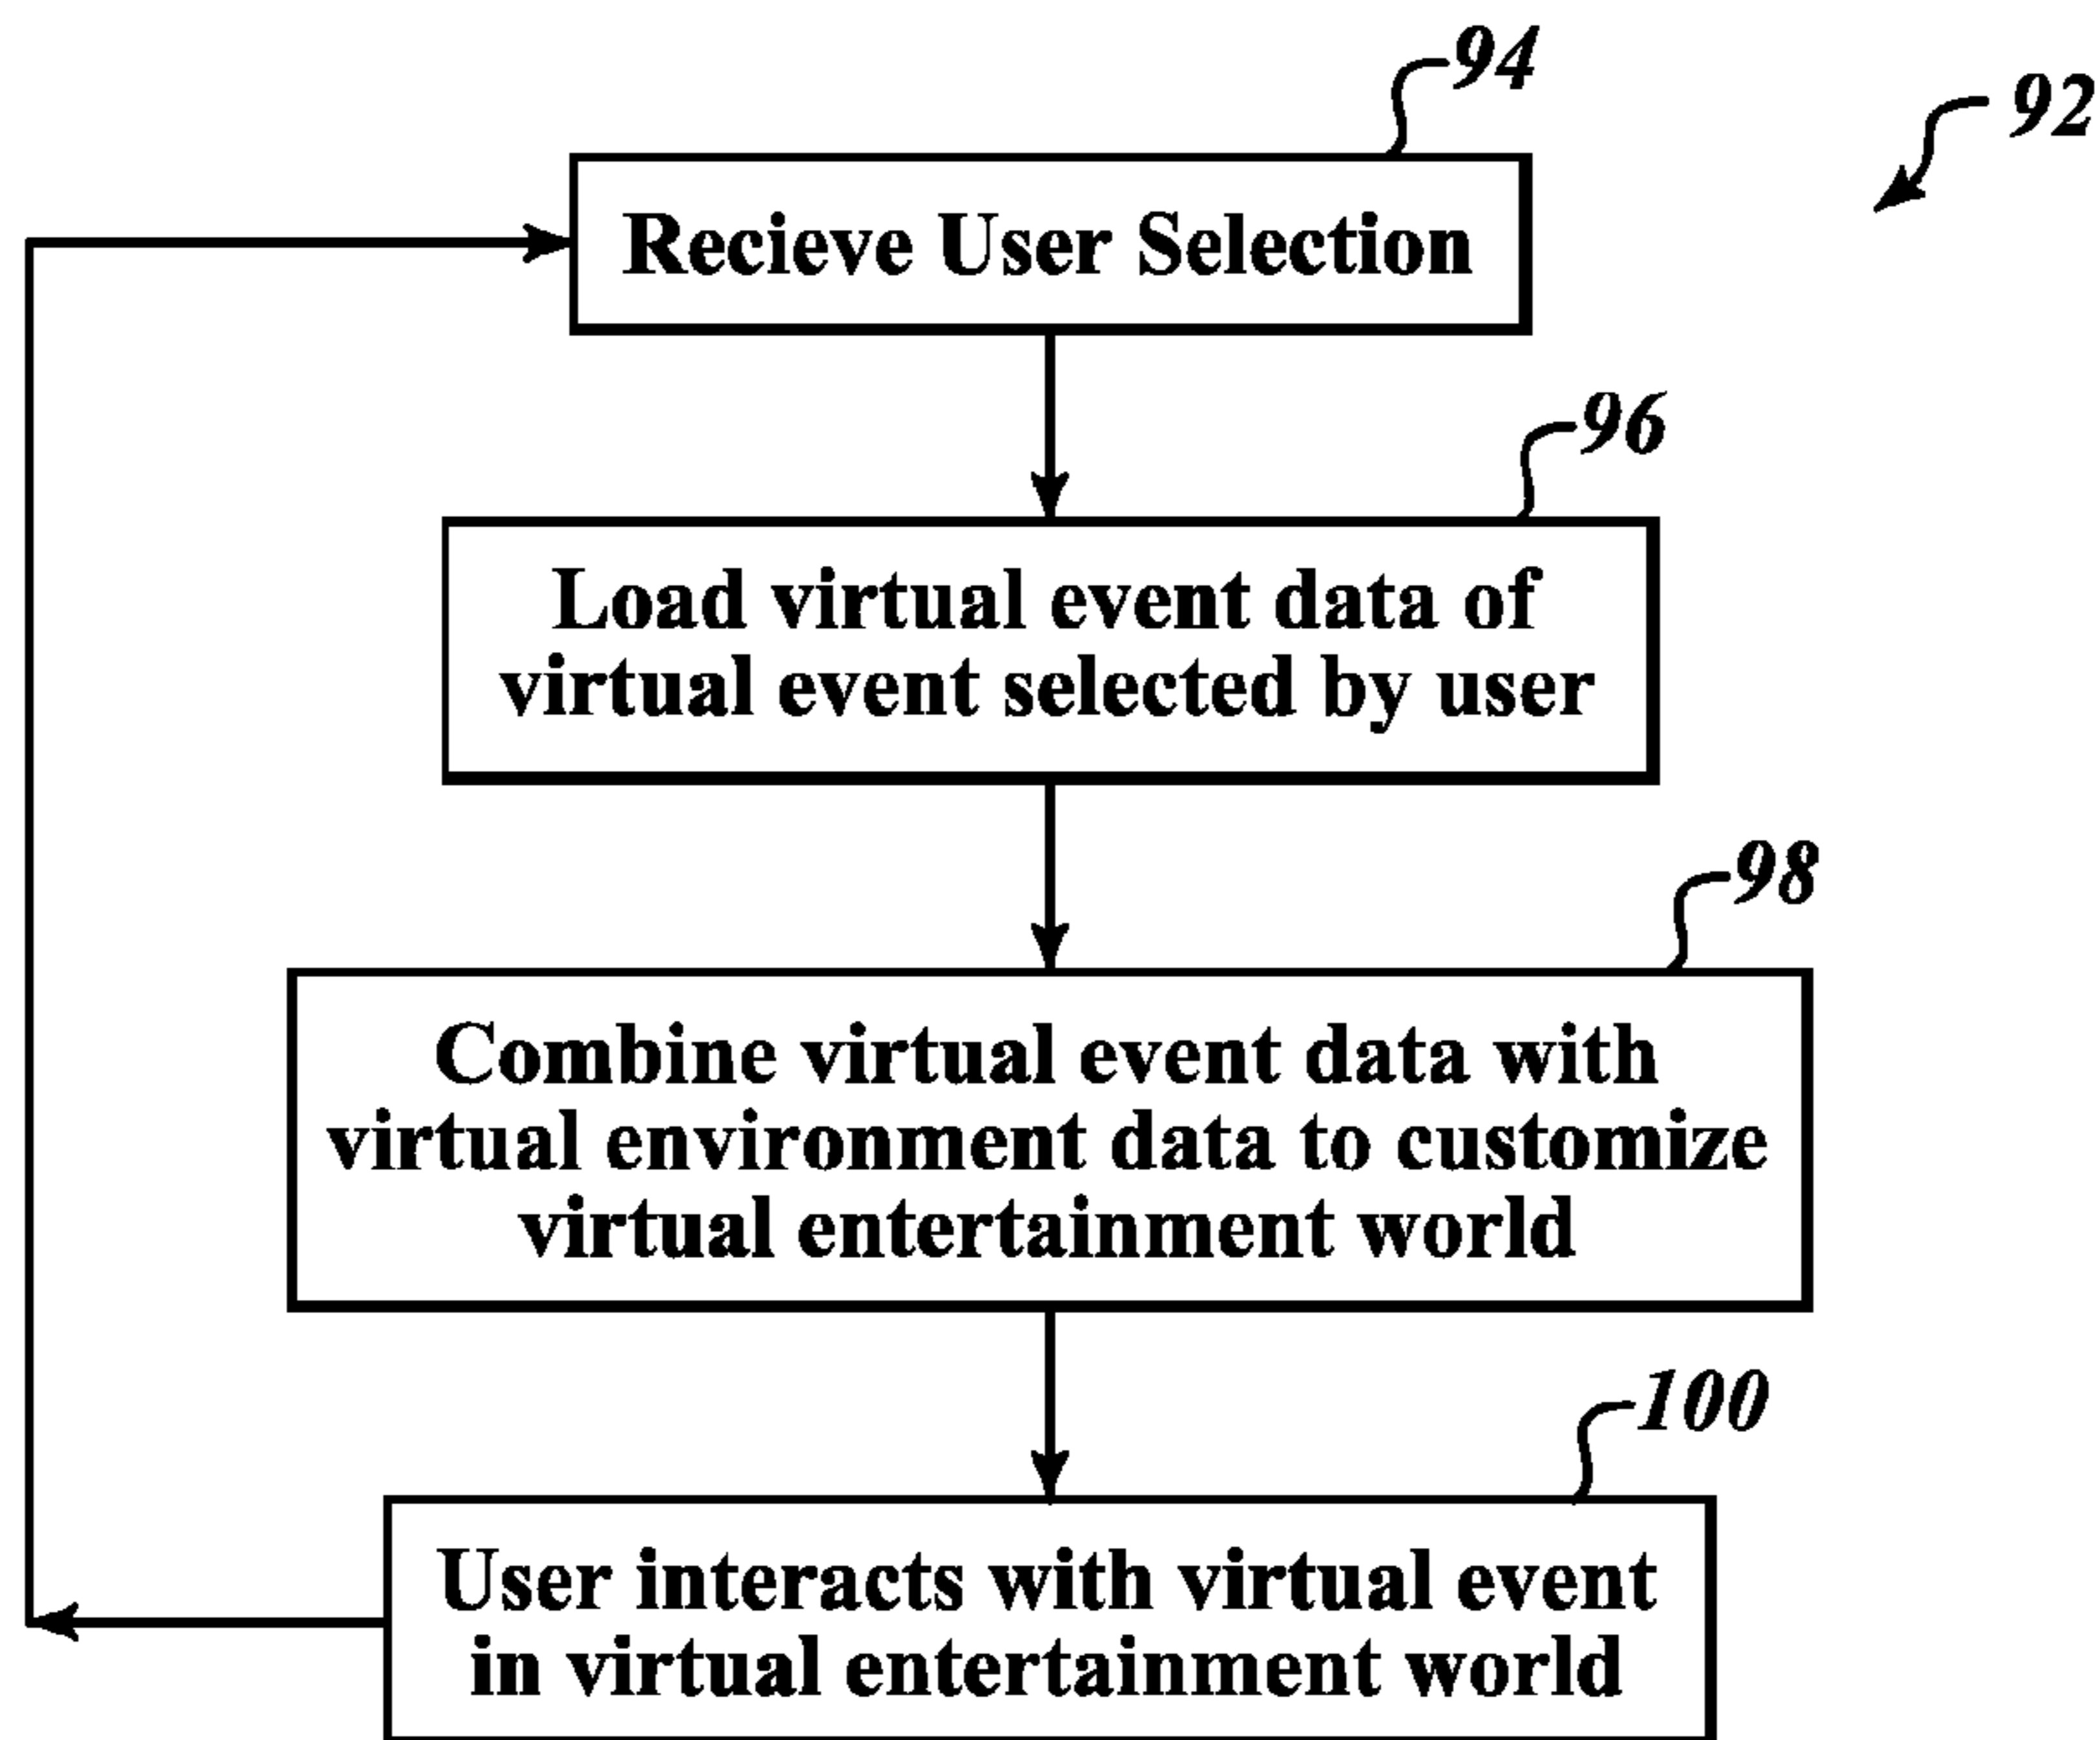 94
92
Recieve User Selection
96
Load virtual event data of
virtual event selected by user
98
Combine virtual event data with
virtual environment data to customize
virtual entertainment world
100
User interacts with virtual event
in virtual entertainment world